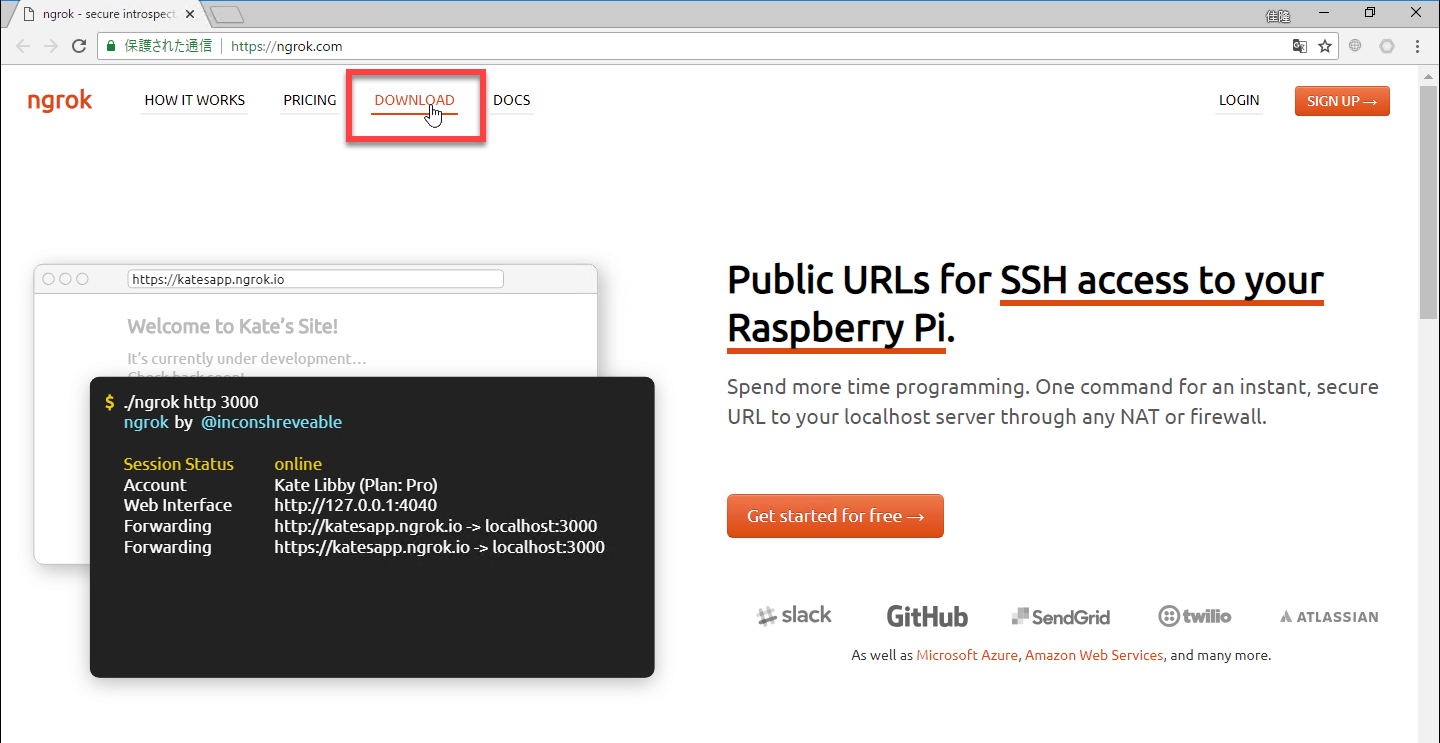 ngrok - secure introspect
佳隆
保護された通信 https://ngrok.com
ngrok HOW IT WORKS PRICING DOWNLOAD DOCS LOGIN SIGN UP →
https://katesapp.ngrok.io
Welcome to Kate's Site!
It's currently under development...
Check back soon!
$ ./ngrok http 3000
ngrok by @inconshreveable
Session Status online
Account Kate Libby (Plan: Pro)
Web Interface http://127.0.0.1:4040
Forwarding http://katesapp.ngrok.io -> localhost:3000
Forwarding https://katesapp.ngrok.io -> localhost:3000
Public URLs for SSH access to your
Raspberry Pi.
Spend more time programming. One command for an instant, secure
URL to your localhost server through any NAT or firewall.
Get started for free →
slack GitHub SendGrid twilio ATLASSIAN
As well as Microsoft Azure, Amazon Web Services, and many more.